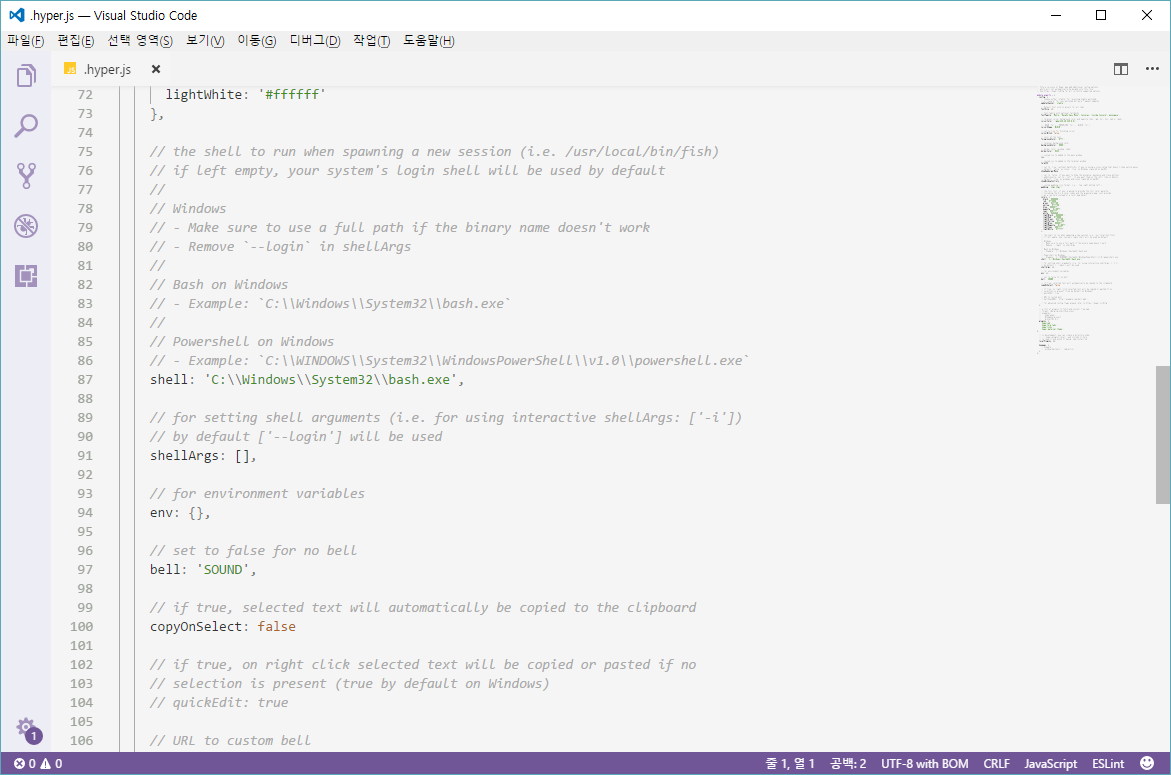 .hyper.js — Visual Studio Code
파일(F) 편집(E) 선택 영역(S) 보기(V) 이동(G) 디버그(D) 작업(T) 도움말(H)
JS .hyper.js
72 lightWhite: '#ffffff'
73 },
74
75 // the shell to run when spawning a new session (i.e. /usr/local/bin/fish)
76 // if left empty, your system's login shell will be used by default
77 //
78 // Windows
79 // - Make sure to use a full path if the binary name doesn't work
80 // - Remove `--login` in shellArgs
81 //
82 // Bash on Windows
83 // - Example: `C:\\Windows\\System32\\bash.exe`
84 //
85 // Powershell on Windows
86 // - Example: `C:\\WINDOWS\\System32\\WindowsPowerShell\\v1.0\\powershell.exe`
87 shell: 'C:\\Windows\\System32\\bash.exe',
88
89 // for setting shell arguments (i.e. for using interactive shellArgs: ['-i'])
90 // by default ['--login'] will be used
91 shellArgs: [],
92
93 // for environment variables
94 env: {},
95
96 // set to false for no bell
97 bell: 'SOUND',
98
99 // if true, selected text will automatically be copied to the clipboard
100 copyOnSelect: false
101
102 // if true, on right click selected text will be copied or pasted if no
103 // selection is present (true by default on Windows)
104 // quickEdit: true
105
106 // URL to custom bell
1
0 0 줄 1, 열 1 공백: 2 UTF-8 with BOM CRLF JavaScript ESLint